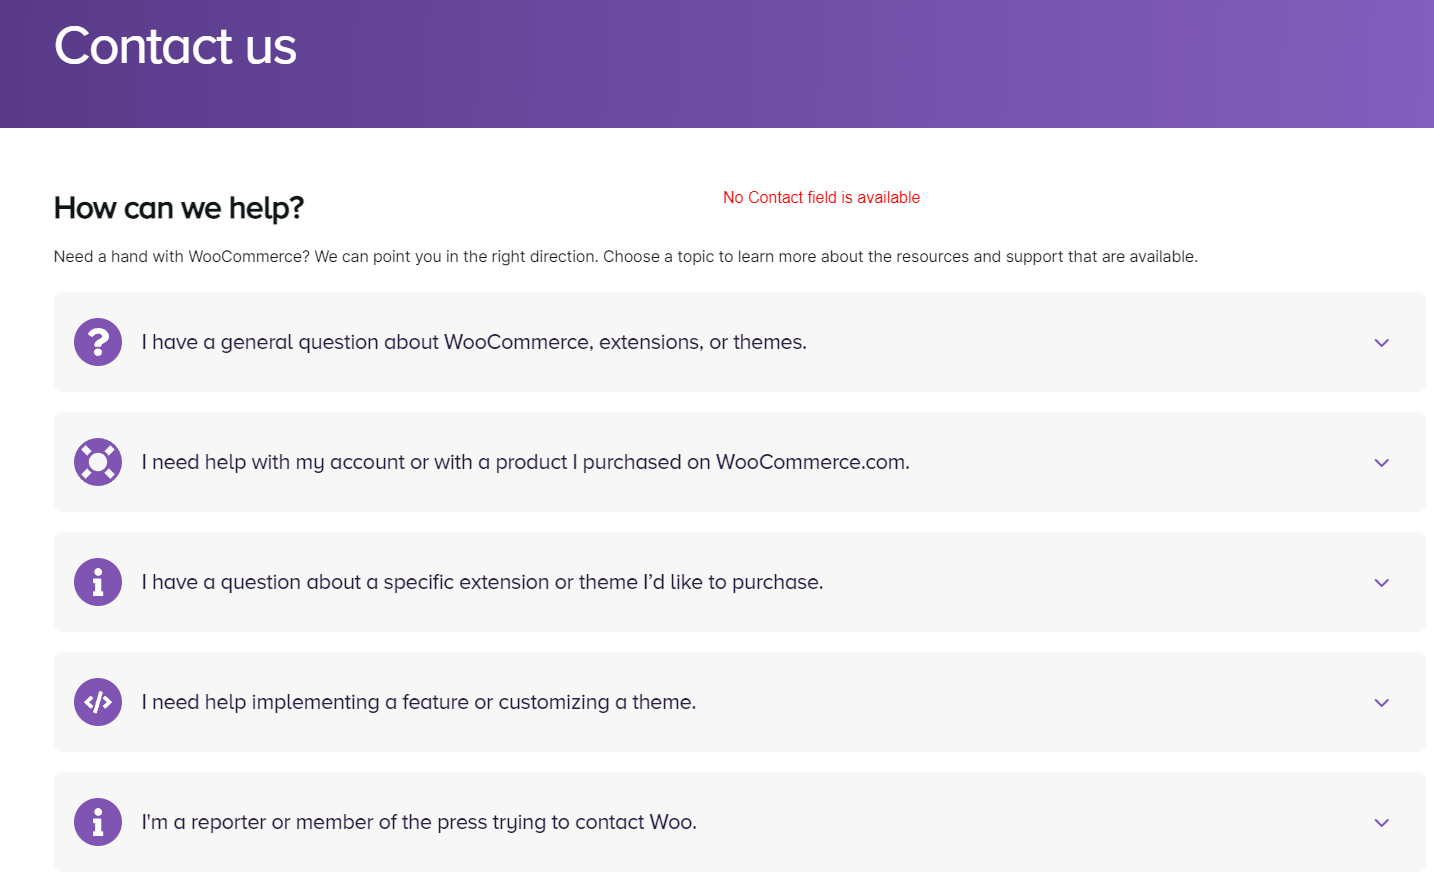 Contact us
How can we help?
No Contact field is available
Need a hand with WooCommerce? We can point you in the right direction. Choose a topic to learn more about the resources and support that are available.
I have a general question about WooCommerce, extensions, or themes.
I need help with my account or with a product I purchased on WooCommerce.com.
I have a question about a specific extension or theme I’d like to purchase.
I need help implementing a feature or customizing a theme.
I'm a reporter or member of the press trying to contact Woo.